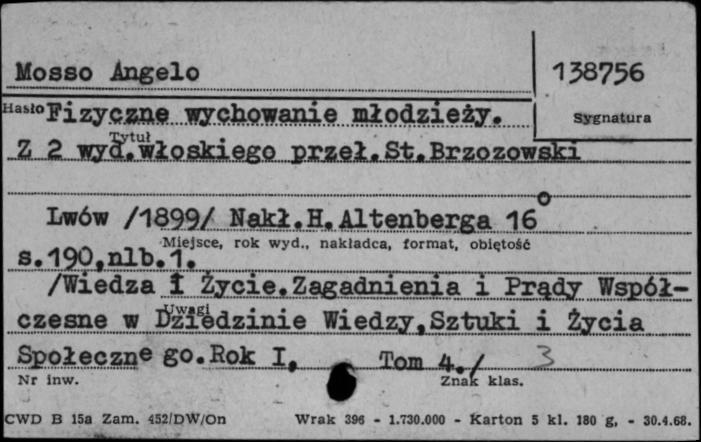 Mosso Angelo
138756
Hasło Fizyczne wychowanie młodzieży.
Sygnatura
Tytuł
Z 2 wyd.włoskiego przeł.St.Brzozowski
Lwów /1899/ Nakł.H.Altenberga 16°
Miejsce, rok wyd., nakładca, format, objętość
s.190,nlb.1.
/Wiedza i Życie.Zagadnienia i Prądy Współ-
Uwagi
czesne w Dziedzinie Wiedzy,Sztuki i Życia
Społeczne go.Rok I, Tom 4./ 3
Nr inw. Znak klas.
CWD B 15a Zam. 452/DW/On Wrak 396 - 1.730.000 - Karton 5 kl. 180 g, - 30.4.68.